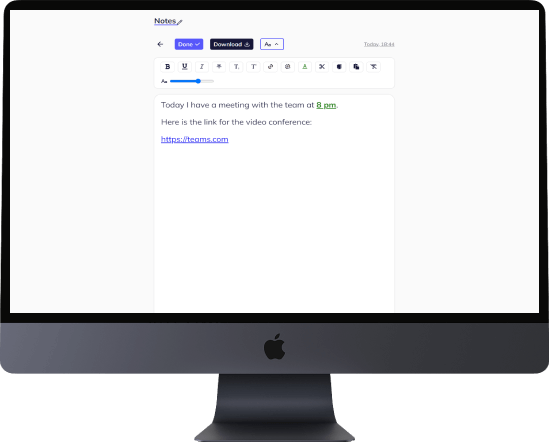 Notes
Done Download Aa Today, 18:44
B U I T T. T' A
Aa
Today I have a meeting with the team at 8 pm.
Here is the link for the video conference:
https://teams.com